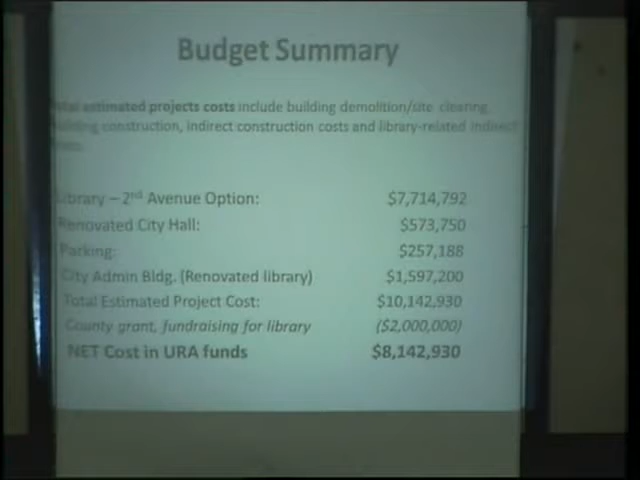 Budget Summary
Total estimated projects costs include building demolition/site clearing
building construction, indirect construction costs and library-related indirect
Library – 2nd Avenue Option: $7,714,792
Renovated City Hall: $573,750
Parking: $257,188
City Admin Bldg. (Renovated library) $1,597,200
Total Estimated Project Cost: $10,142,930
County grant, fundraising for library ($2,000,000)
NET Cost in URA funds $8,142,930